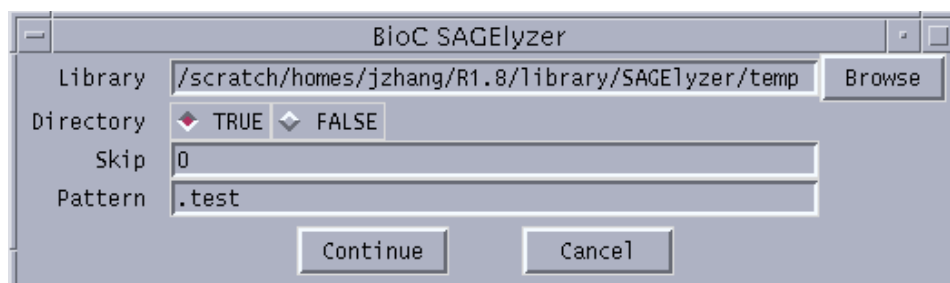 BioC SAGElyzer
Library /scratch/homes/jzhang/R1.8/library/SAGElyzer/temp Browse
Directory TRUE FALSE
Skip 0
Pattern .test
Continue Cancel